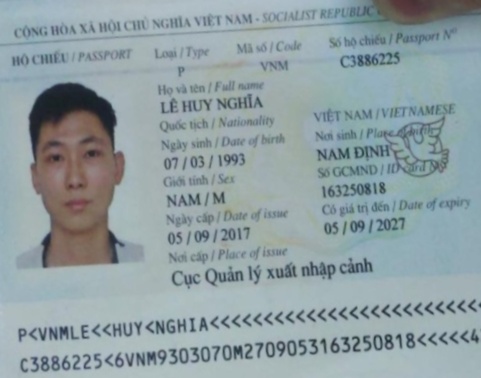 CỘNG HÒA XÃ HỘI CHỦ NGHĨA VIỆT NAM - SOCIALIST REPUBLIC
HỘ CHIẾU / PASSPORT Loại / Type Mã số / Code Số hộ chiếu / Passport Nº
P VNM C3886225
Họ và tên / Full name
LÊ HUY NGHĨA
Quốc tịch / Nationality VIỆT NAM / VIETNAMESE
Ngày sinh / Date of birth Nơi sinh / Place
07 / 03 / 1993 NAM ĐỊNH
Giới tính / Sex Số GCMND / ID card
NAM / M 163250818
Ngày cấp / Date of issue Có giá trị đến / Date of expiry
05 / 09 / 2017 05 / 09 / 2027
Nơi cấp / Place of issue
Cục Quản lý xuất nhập cảnh
P<VNMLE<<HUY<NGHIA<<<<<<<<<<<<<<<<<<<<<<<<<
C3886225<6VNM9303070M2709053163250818<<<<<4